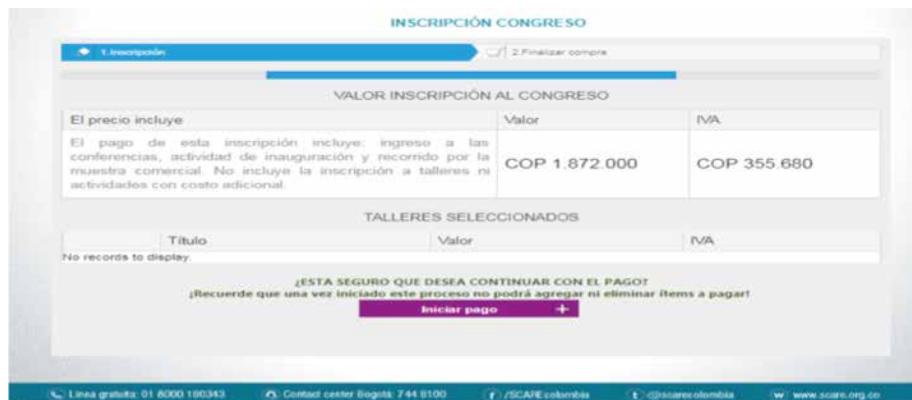 INSCRIPCIÓN CONGRESO
1.Inscripción
2.Finalizar compra
VALOR INSCRIPCIÓN AL CONGRESO
El precio incluye Valor IVA
El pago de esta inscripción incluye: ingreso a las
conferencias, actividad de inauguración y recorrido por la
muestra comercial. No incluye la inscripción a talleres ni
actividades con costo adicional.
COP 1.872.000 COP 355.680
TALLERES SELECCIONADOS
Título Valor IVA
No records to display.
¿ESTA SEGURO QUE DESEA CONTINUAR CON EL PAGO?
¡Recuerde que una vez iniciado este proceso no podrá agregar ni eliminar ítems a pagar!
Iniciar pago +
Línea gratuita: 01 8000 180343 Contact center Bogotá: 744 8100 f /SCAREcolombia t @scarecolombia w www.scare.org.co